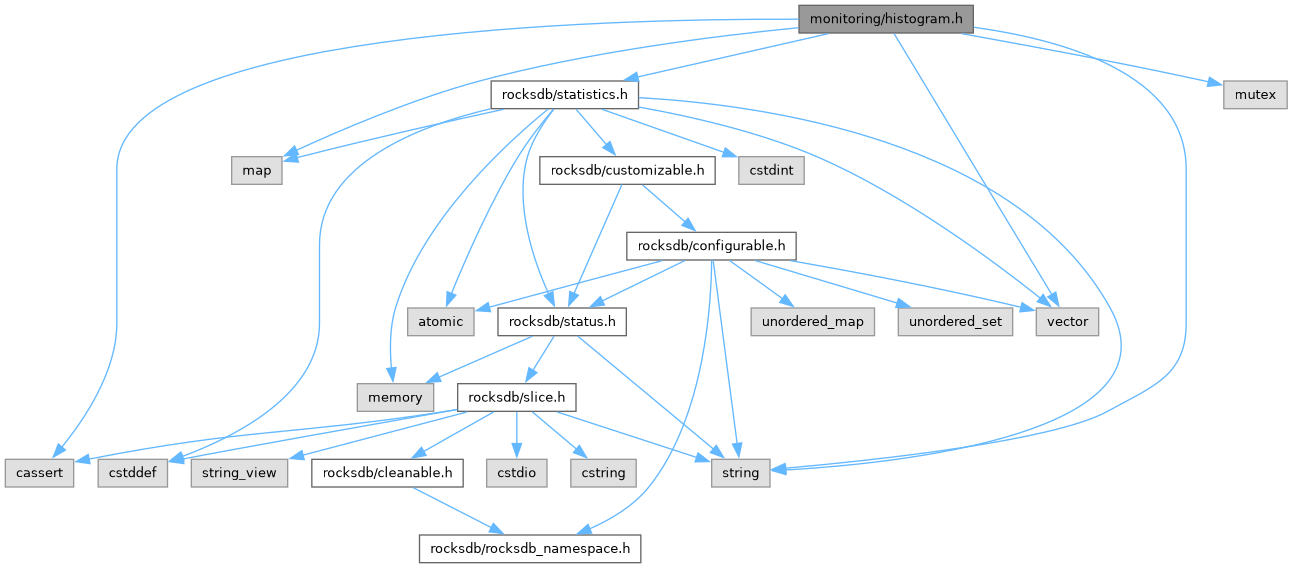 monitoring/histogram.h
rocksdb/statistics.h
mutex
map
rocksdb/customizable.h
cstdint
rocksdb/configurable.h
atomic
rocksdb/status.h
unordered_map
unordered_set
vector
memory
rocksdb/slice.h
cassert
cstddef
string_view
rocksdb/cleanable.h
cstdio
cstring
string
rocksdb/rocksdb_namespace.h